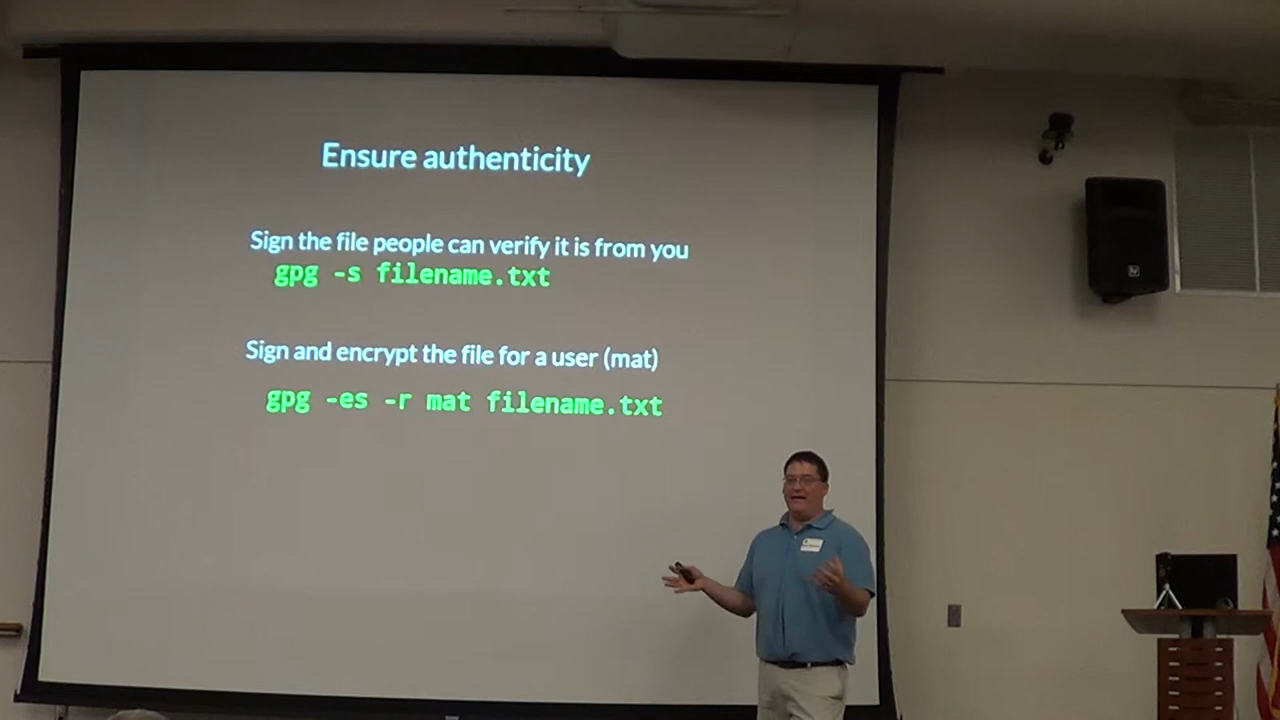 Ensure authenticity
Sign the file people can verify it is from you
gpg -s filename.txt
Sign and encrypt the file for a user (mat)
gpg -es -r mat filename.txt